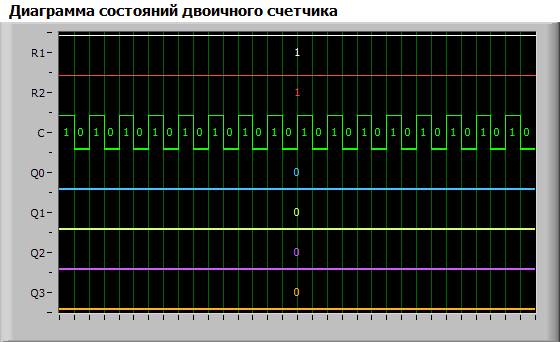 Диаграмма состояний двоичного счетчика
R1 1
R2 1
C 1 0 1 0 1 0 1 0 1 0 1 0 1 0 1 0 1 0 1 0 1 0 1 0 1 0 1 0 1 0 1 0
Q0 0
Q1 0
Q2 0
Q3 0